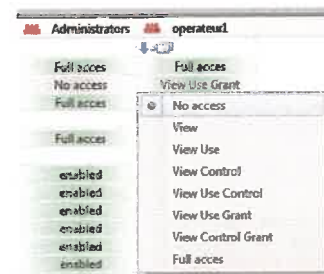 Administrators operateur1
Full acces Full acces
No access View Use Grant
Full acces
No access
View
Full acces
View Use
View Control
enabled
enabled
View Use Control
enabled
View Use Grant
enabled
View Control Grant
enabled
Full acces
enabled